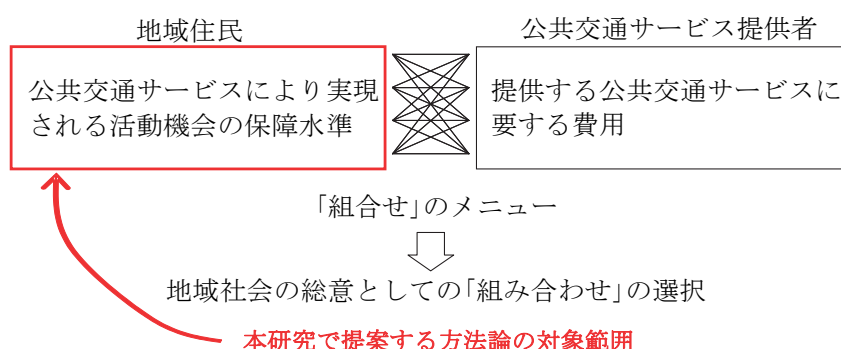 地域住民
公共交通サービス提供者
公共交通サービスにより実現
される活動機会の保障水準
提供する公共交通サービスに
要する費用
「組合せ」のメニュー
地域社会の総意としての「組み合わせ」の選択
本研究で提案する方法論の対象範囲